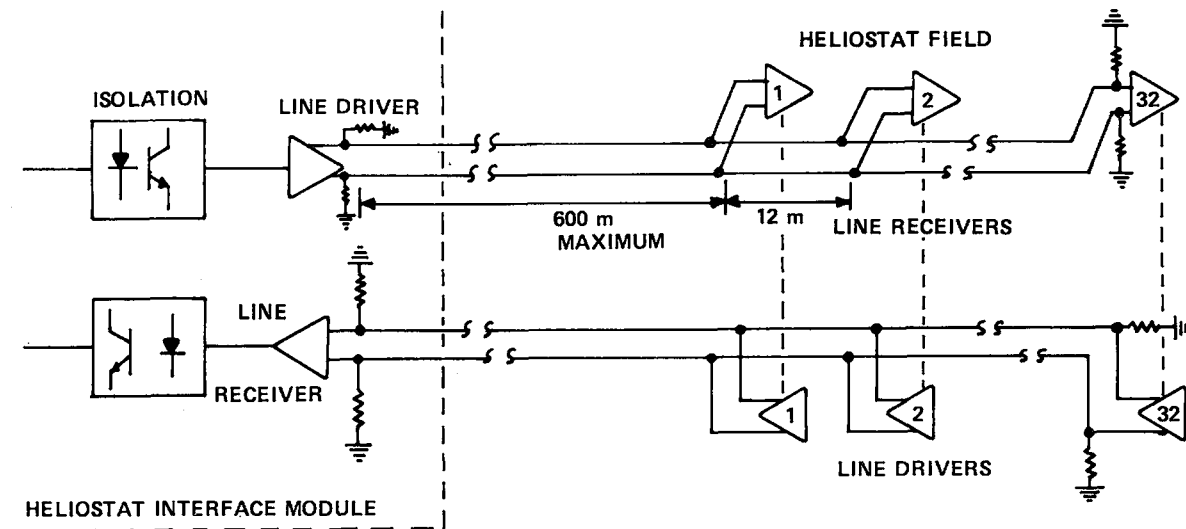 HELIOSTAT FIELD
ISOLATION
LINE DRIVER
1
2
32
600 m
MAXIMUM
12 m
LINE RECEIVERS
LINE
RECEIVER
1
2
32
LINE DRIVERS
HELIOSTAT INTERFACE MODULE